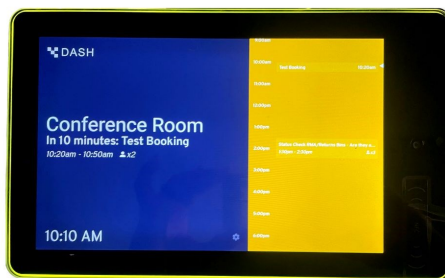 DASH
Conference Room
In 10 minutes: Test Booking
10:20am - 10:50am x2
10:10 AM
9:00am
10:00am
Test Booking 10:20am
11:00am
12:00pm
1:00pm
2:00pm
3:00pm
4:00pm
5:00pm
6:00pm